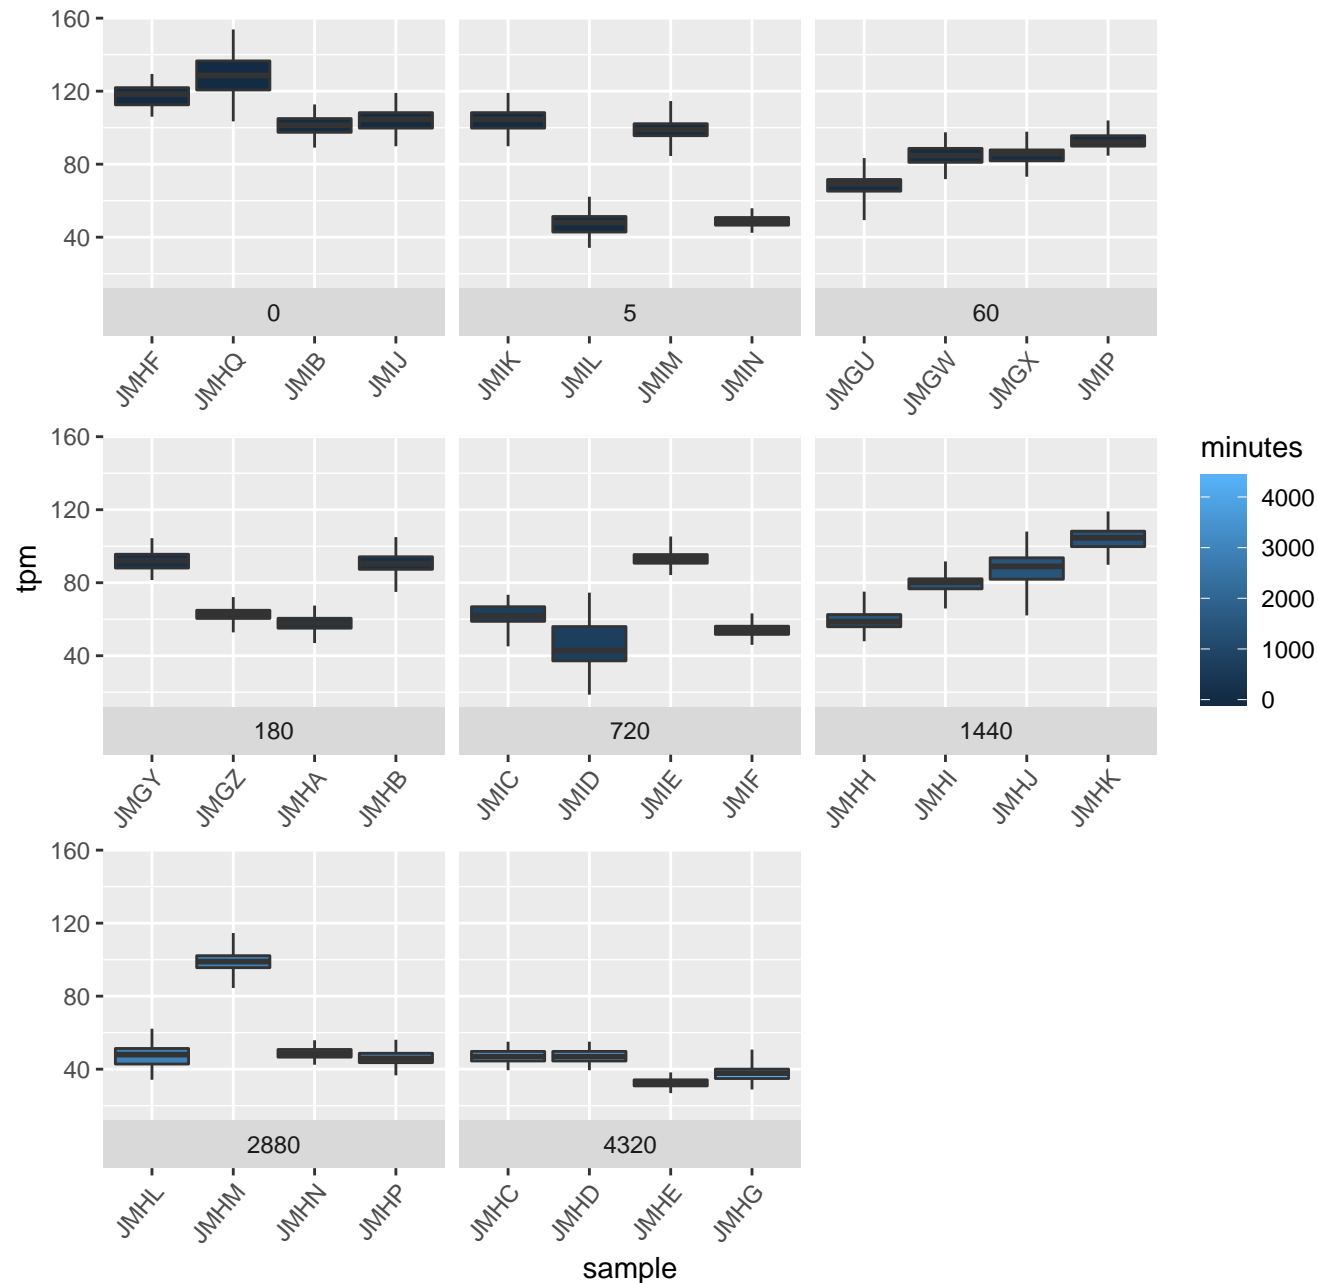 160
120
80
40
0
5
60
JMHF
JMHQ
JMIB
JMIJ
JMIK
JMIL
JMIM
JMIN
JMGU
JMGW
JMGX
JMIP
tpm
160
120
80
40
180
720
1440
JMGY
JMGZ
JMHA
JMHB
JMIC
JMID
JMIE
JMIF
JMHH
JMHI
JMHJ
JMHK
minutes
4000
3000
2000
1000
0
160
120
80
40
2880
4320
JMHL
JMHM
JMHN
JMHP
JMHC
JMHD
JMHE
JMHG
sample